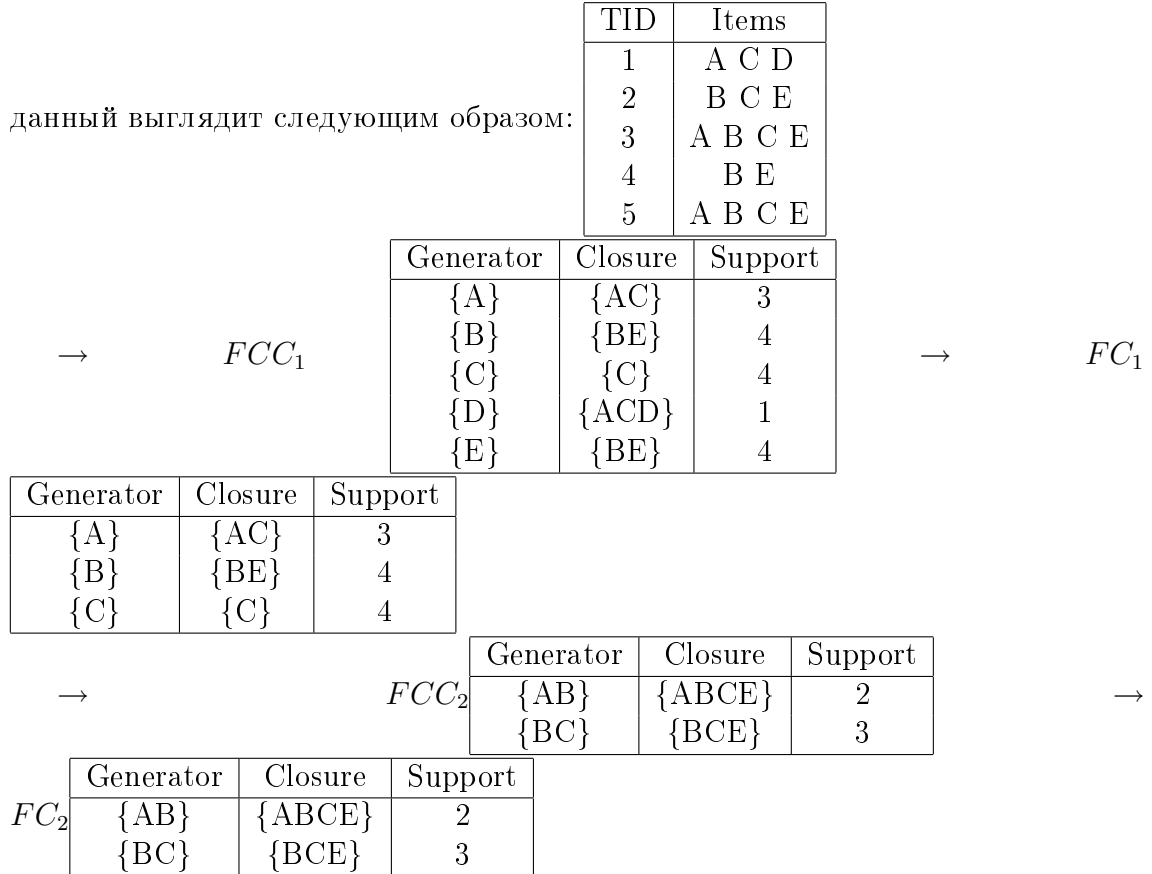 TID Items
1 A C D
2 B C E
данный выглядит следующим образом: 3 A B C E
4 B E
5 A B C E
Generator Closure Support
{A} {AC} 3
{B} {BE} 4
→ FCC₁ {C} {C} 4 → FC₁
{D} {ACD} 1
{E} {BE} 4
Generator Closure Support
{A} {AC} 3
{B} {BE} 4
{C} {C} 4
Generator Closure Support
→ FCC₂ {AB} {ABCE} 2 →
{BC} {BCE} 3
Generator Closure Support
FC₂ {AB} {ABCE} 2
{BC} {BCE} 3